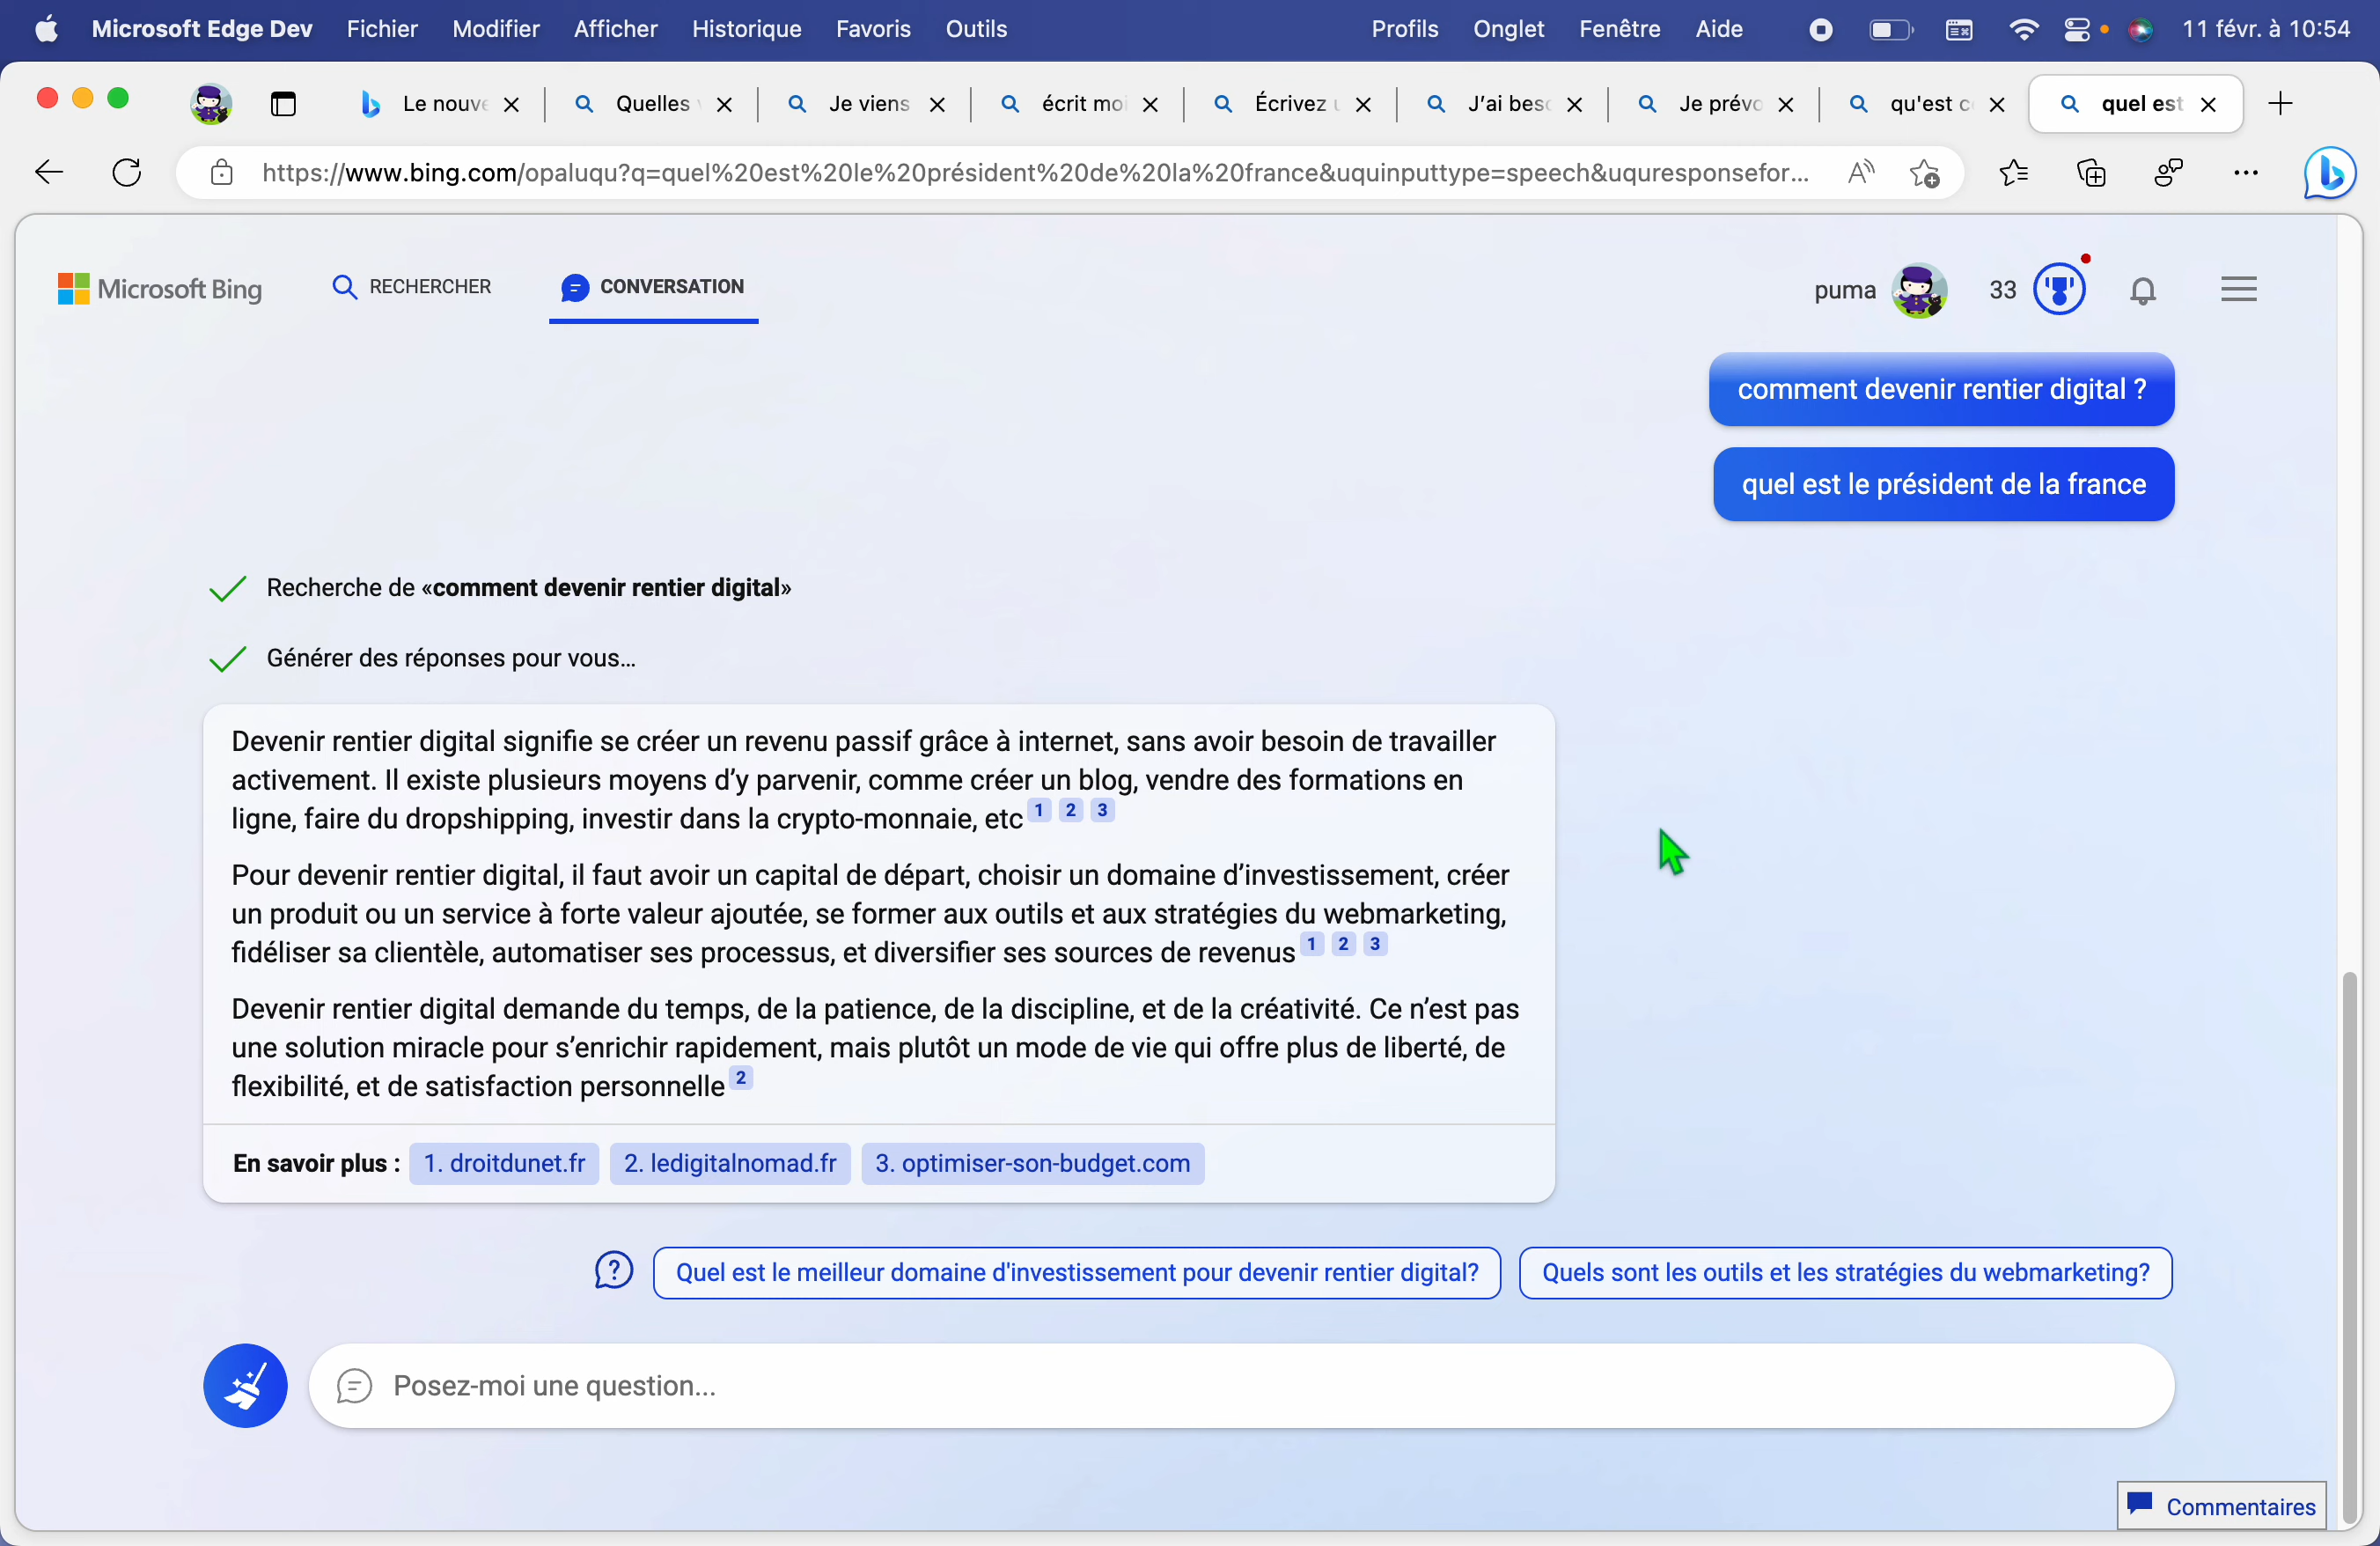 Microsoft Edge Dev Fichier Modifier Afficher Historique Favoris Outils Profils Onglet Fenêtre Aide 11 févr. à 10:54
Le nouve Quelles Je viens écrit moi Écrivez J'ai beso Je prévo qu'est c quel est
https://www.bing.com/opaluqu?q=quel%20est%20le%20président%20de%20la%20france&uquinputtype=speech&uquresponsefor...
Microsoft Bing RECHERCHER CONVERSATION puma 33
comment devenir rentier digital ?
quel est le président de la france
Recherche de «comment devenir rentier digital»
Générer des réponses pour vous...
Devenir rentier digital signifie se créer un revenu passif grâce à internet, sans avoir besoin de travailler
activement. Il existe plusieurs moyens d'y parvenir, comme créer un blog, vendre des formations en
ligne, faire du dropshipping, investir dans la crypto-monnaie, etc 1 2 3
Pour devenir rentier digital, il faut avoir un capital de départ, choisir un domaine d'investissement, créer
un produit ou un service à forte valeur ajoutée, se former aux outils et aux stratégies du webmarketing,
fidéliser sa clientèle, automatiser ses processus, et diversifier ses sources de revenus 1 2 3
Devenir rentier digital demande du temps, de la patience, de la discipline, et de la créativité. Ce n'est pas
une solution miracle pour s'enrichir rapidement, mais plutôt un mode de vie qui offre plus de liberté, de
flexibilité, et de satisfaction personnelle 2
En savoir plus : 1. droitdunet.fr 2. ledigitalnomad.fr 3. optimiser-son-budget.com
Quel est le meilleur domaine d'investissement pour devenir rentier digital? Quels sont les outils et les stratégies du webmarketing?
Posez-moi une question...
Commentaires